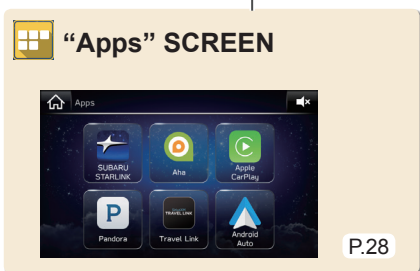 “Apps” SCREEN
Apps
SUBARU
STARLINK
Aha
Apple
CarPlay
P
TRAVEL LINK
Pandora
Travel Link
Android
Auto
P.28